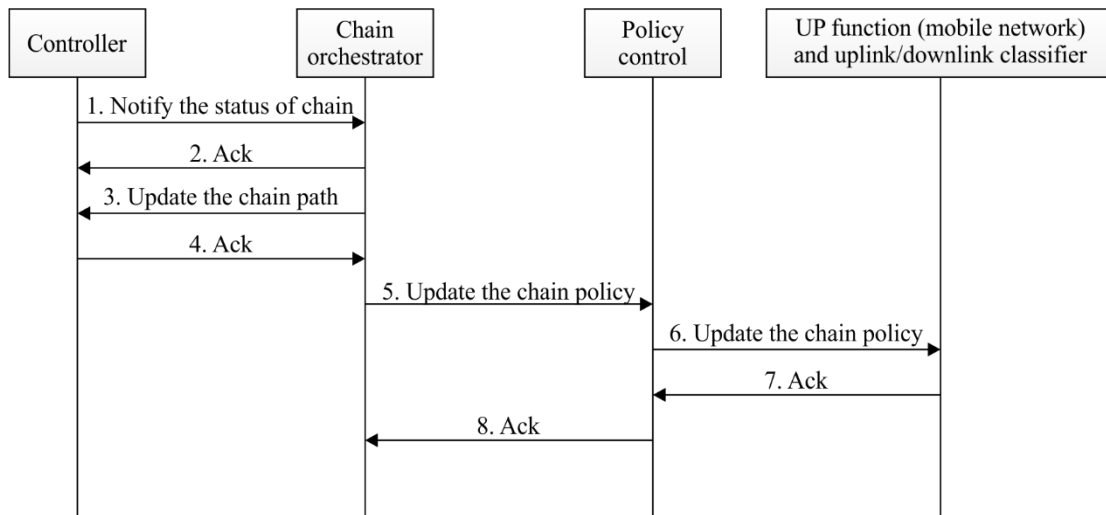 Controller
Chain
orchestrator
Policy
control
UP function (mobile network)
and uplink/downlink classifier
1. Notify the status of chain
2. Ack
3. Update the chain path
4. Ack
5. Update the chain policy
6. Update the chain policy
7. Ack
8. Ack